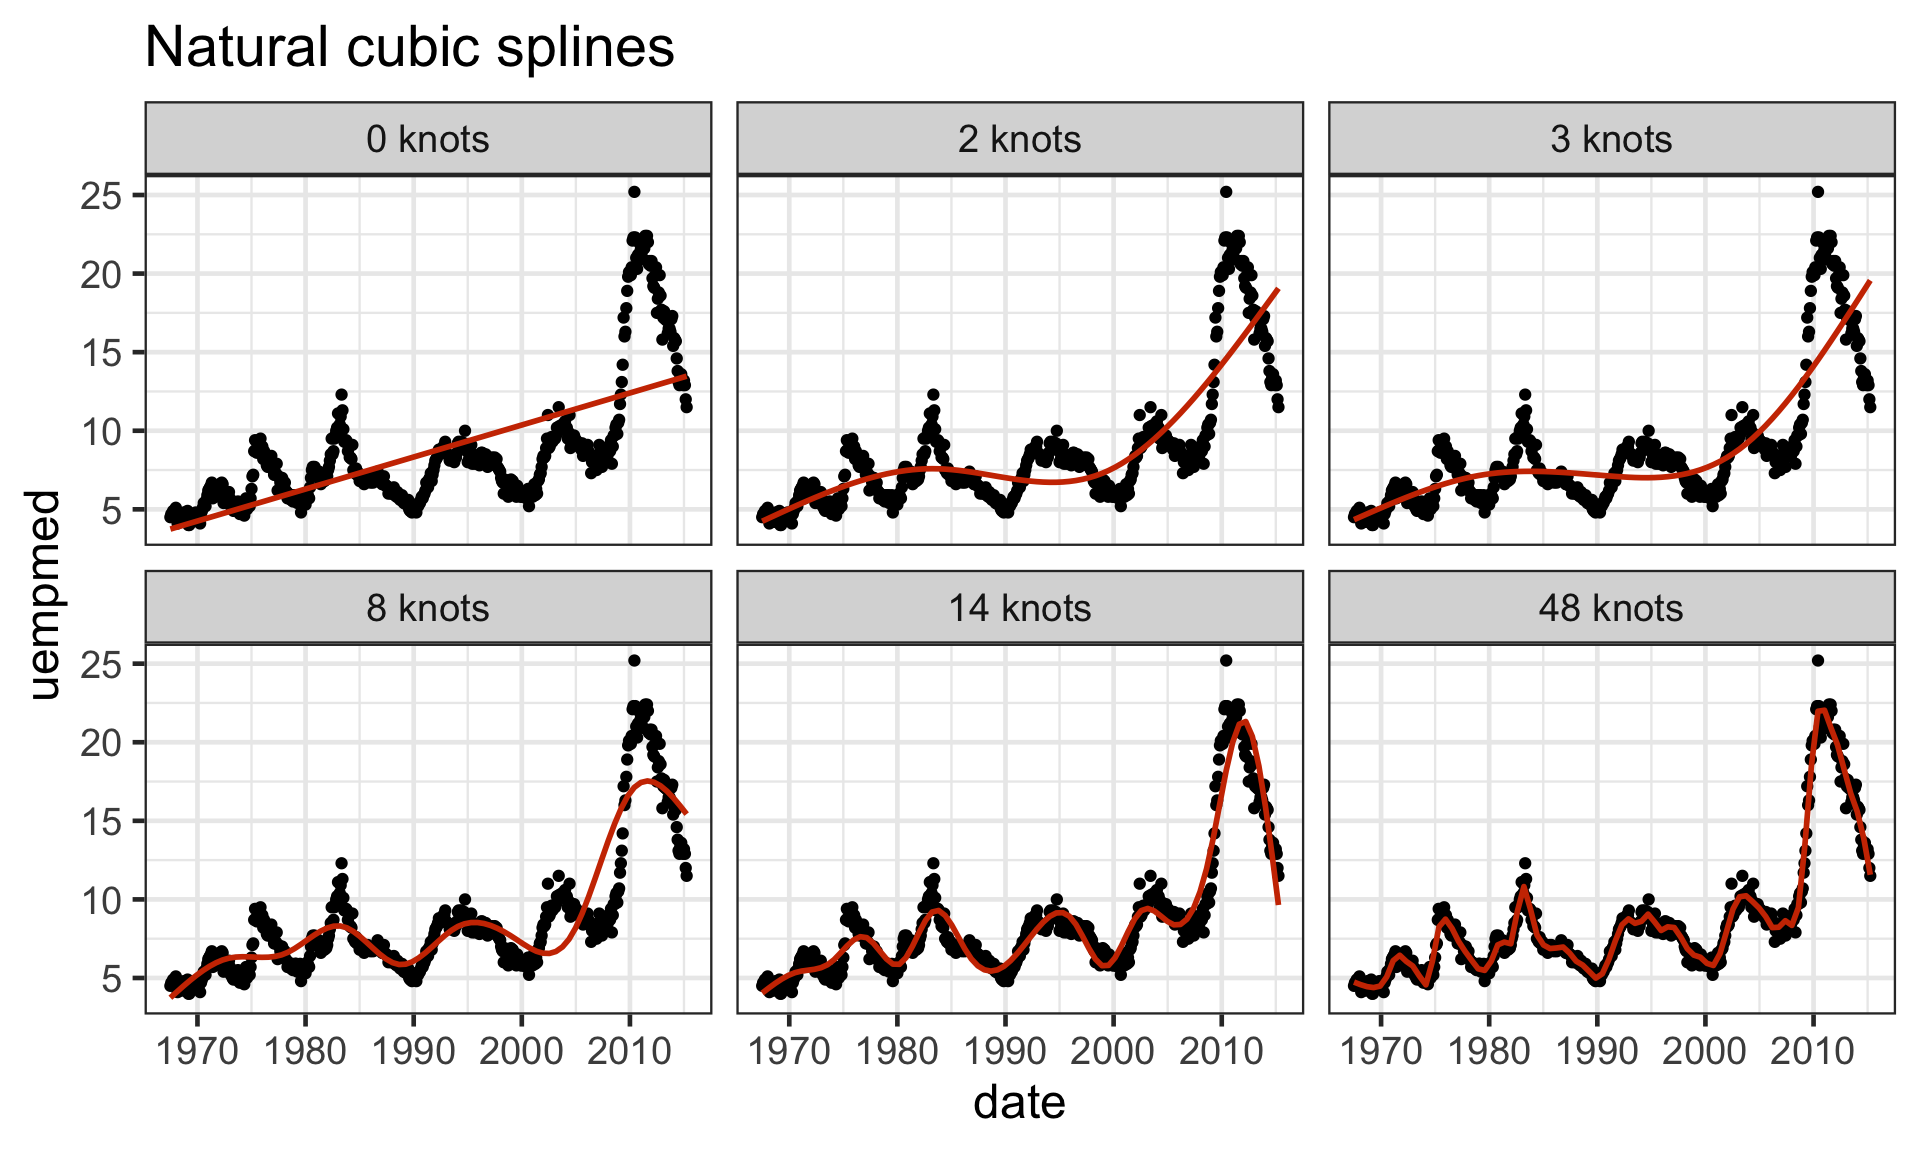 Natural cubic splines
0 knots
2 knots
3 knots
25
20
15
10
5
8 knots
14 knots
48 knots
25
20
15
10
5
uempmed
1970 1980 1990 2000 2010
1970 1980 1990 2000 2010
1970 1980 1990 2000 2010
date